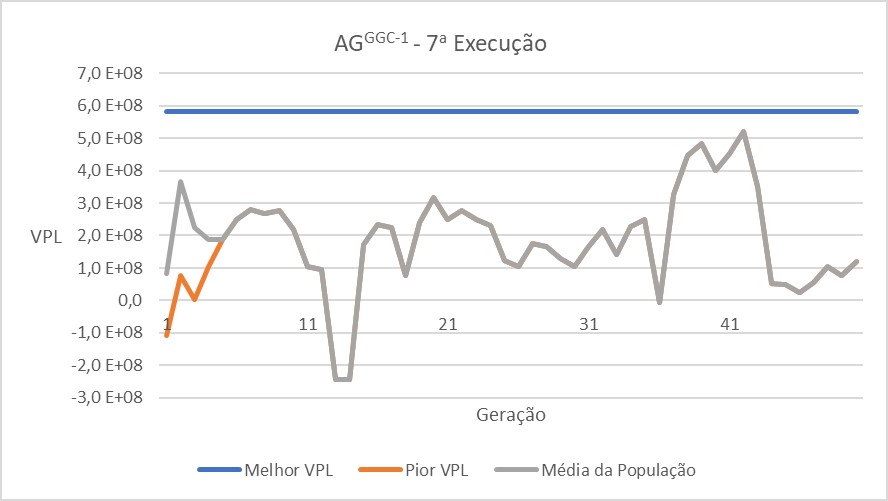 AGGGC-1 - 7ª Execução
7,0 E+08
6,0 E+08
5,0 E+08
4,0 E+08
3,0 E+08
2,0 E+08
1,0 E+08
0,0
-1,0 E+08
-2,0 E+08
-3,0 E+08
VPL
1 11 21 31 41
Geração
Melhor VPL Pior VPL Média da População